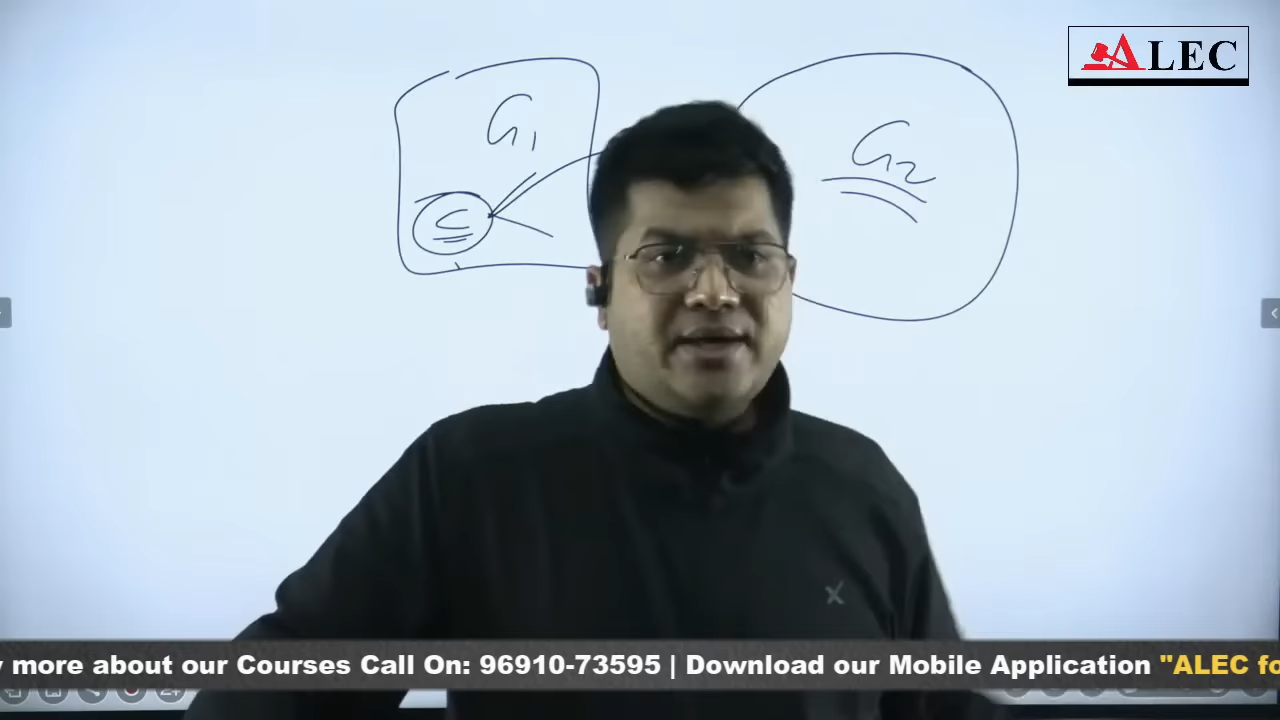 ALEC
G1
G2
C
more about our Courses Call On: 96910-73595 | Download our Mobile Application "ALEC fo